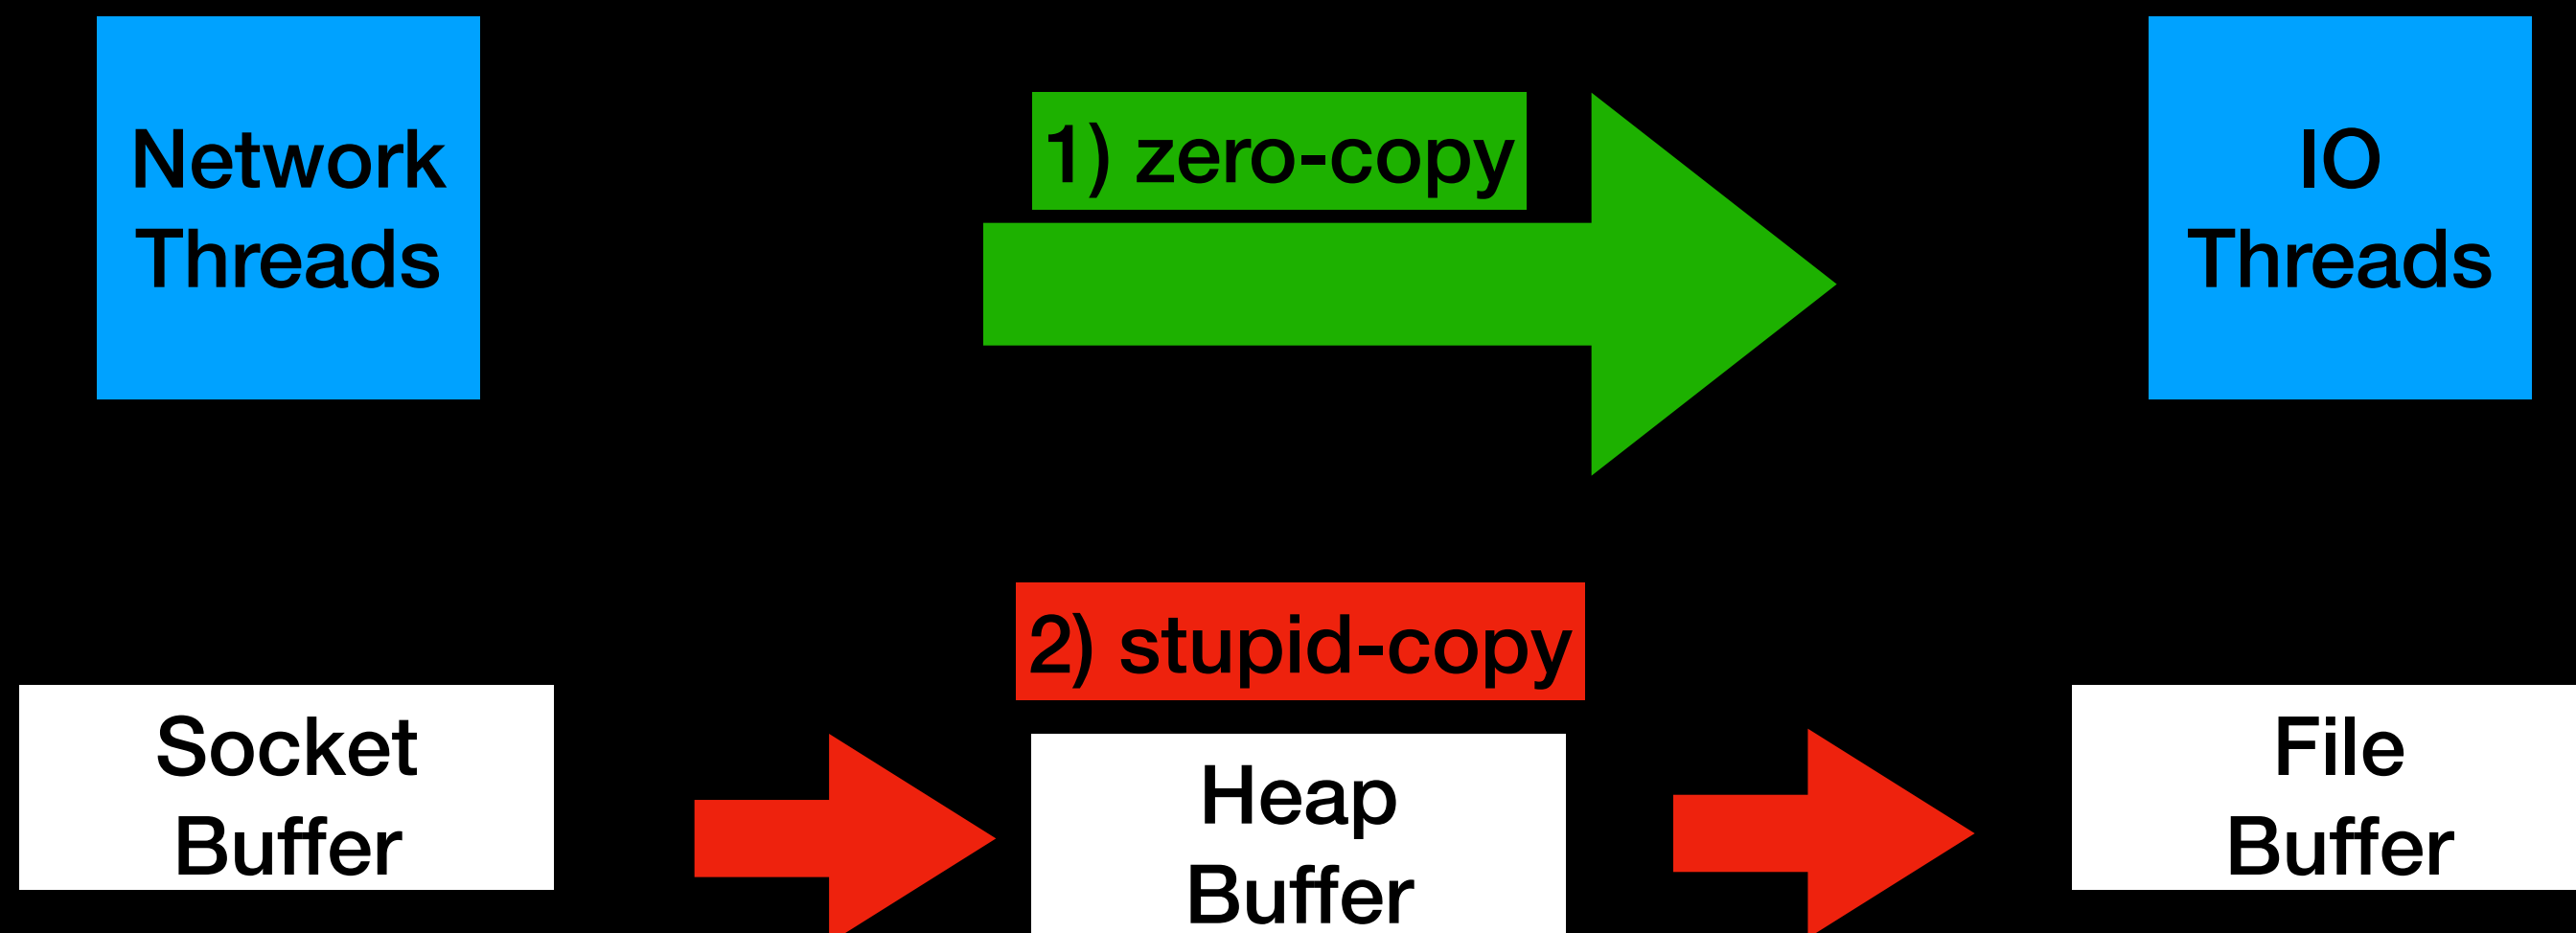 Network
Threads
1) zero-copy
IO
Threads
2) stupid-copy
Socket
Buffer
Heap
Buffer
File
Buffer